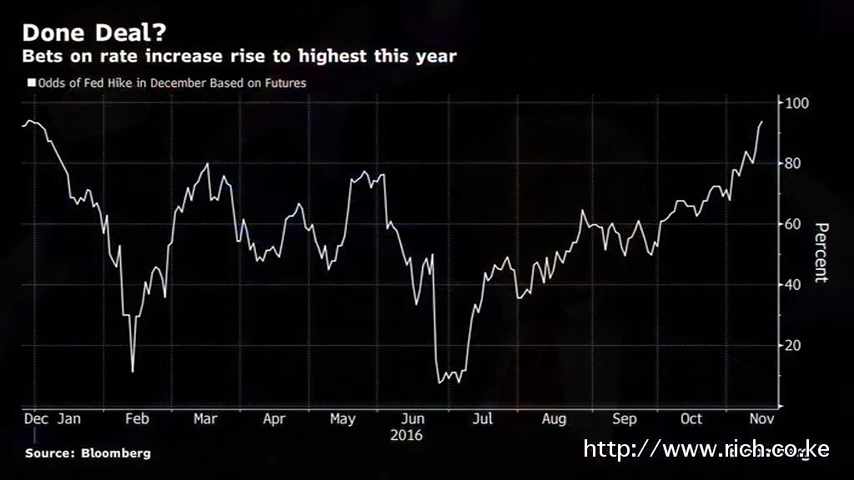 Done Deal?
Bets on rate increase rise to highest this year
Odds of Fed Hike in December Based on Futures
100
80
60
40
20
Percent
Dec Jan Feb Mar Apr May Jun Jul Aug Sep Oct Nov
2016
Source: Bloomberg
http://www.rich.co.ke